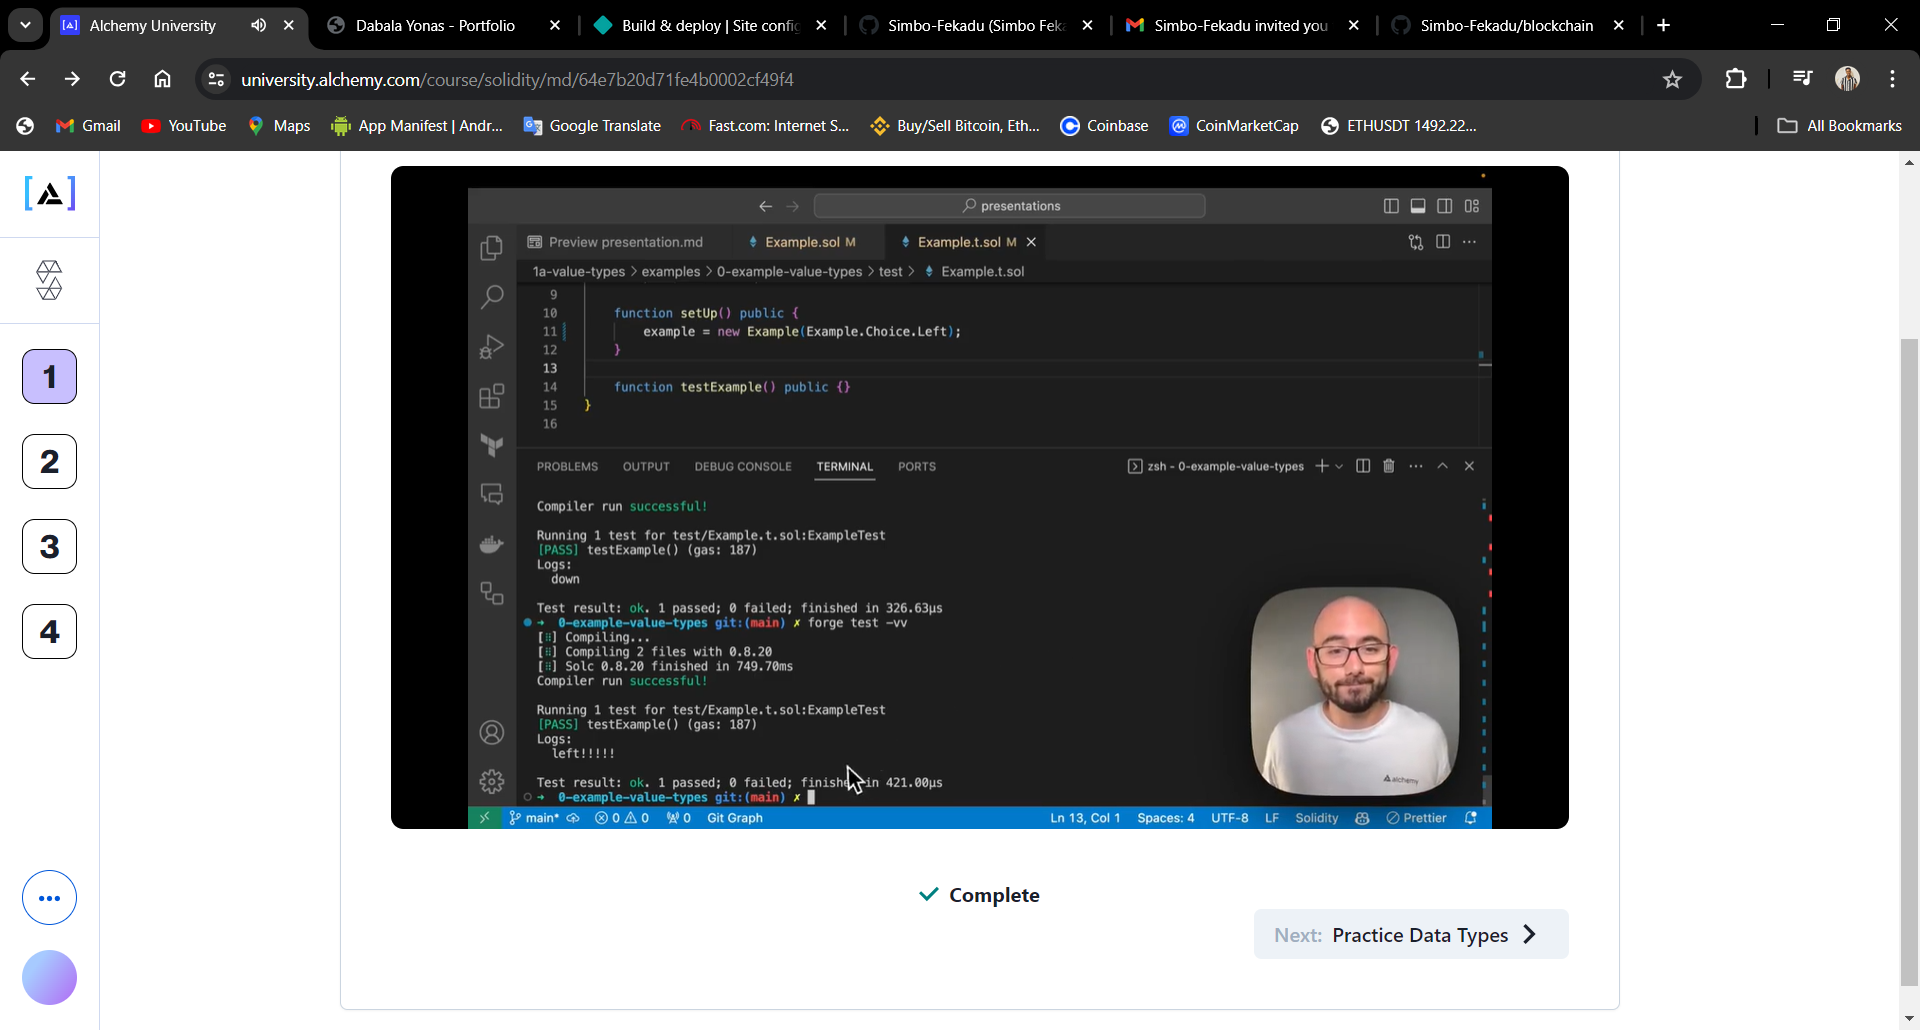 Alchemy University
Dabala Yonas - Portfolio
Build & deploy | Site config
Simbo-Fekadu (Simbo Feka
Simbo-Fekadu invited you
Simbo-Fekadu/blockchain
university.alchemy.com/course/solidity/md/64e7b20d71fe4b0002cf49f4
Gmail
YouTube
Maps
App Manifest | Andr...
Google Translate
Fast.com: Internet S...
Buy/Sell Bitcoin, Eth...
Coinbase
CoinMarketCap
ETHUSDT 1492.22...
All Bookmarks
[A]
1
2
3
4
presentations
Preview presentation.md
Example.sol M
Example.t.sol M
1a-value-types > examples > 0-example-value-types > test > Example.t.sol
9
10 function setUp() public {
11 example = new Example(Example.Choice.Left);
12 }
13
14 function testExample() public {}
15 }
16
PROBLEMS OUTPUT DEBUG CONSOLE TERMINAL PORTS
zsh - 0-example-value-types
Compiler run successful!
Running 1 test for test/Example.t.sol:ExampleTest
[PASS] testExample() (gas: 187)
Logs:
down
Test result: ok. 1 passed; 0 failed; finished in 326.63µs
→ 0-example-value-types git:(main) ✗ forge test -vv
[⠿] Compiling...
[⠿] Compiling 2 files with 0.8.20
[⠿] Solc 0.8.20 finished in 749.70ms
Compiler run successful!
Running 1 test for test/Example.t.sol:ExampleTest
[PASS] testExample() (gas: 187)
Logs:
left!!!!!
Test result: ok. 1 passed; 0 failed; finished in 421.00µs
→ 0-example-value-types git:(main) ✗
alchemy
main* 0 0 0 Git Graph
Ln 13, Col 1 Spaces: 4 UTF-8 LF Solidity Prettier
Complete
Next: Practice Data Types